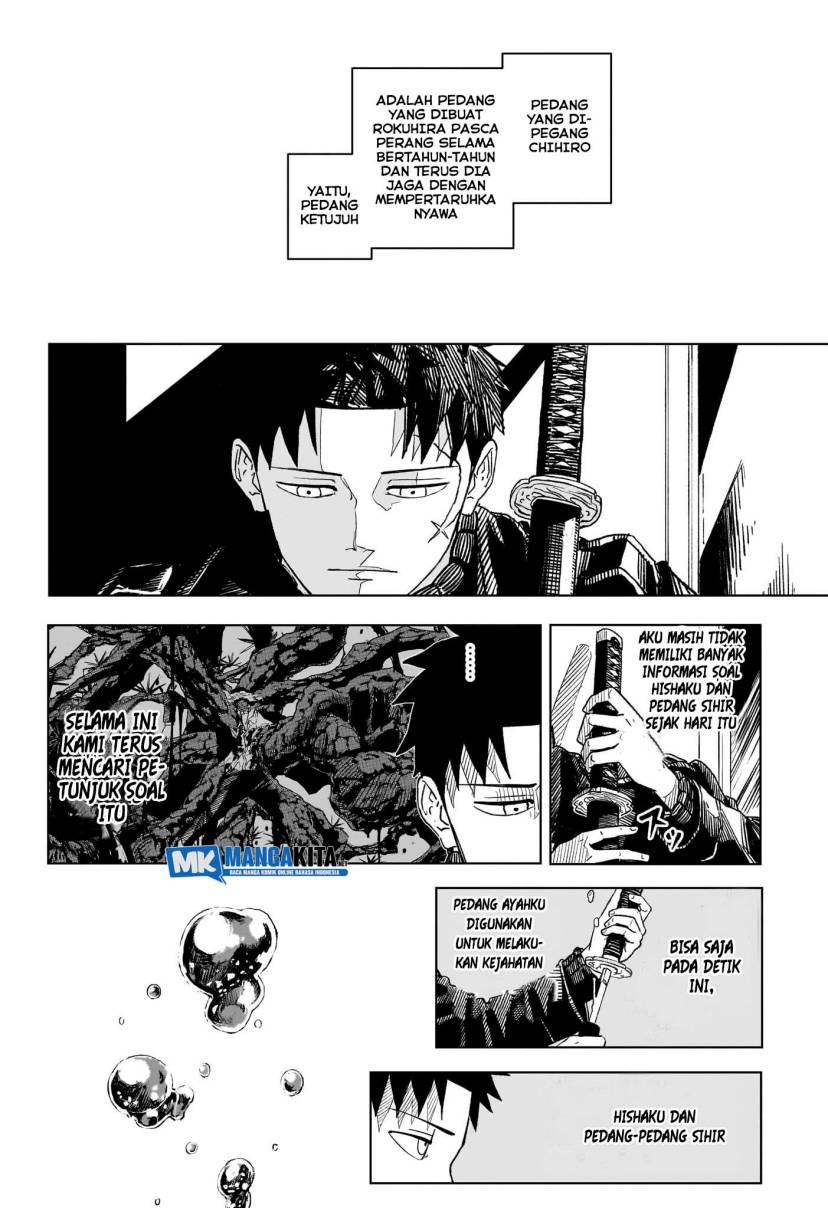 PEDANG
YANG DI-
PEGANG
CHIHIRO
ADALAH PEDANG
YANG DIBUAT
ROKUHIRA PASCA
PERANG SELAMA
BERTAHUN-TAHUN
DAN TERUS DIA
JAGA DENGAN
MEMPERTARUHKA
NYAWA
YAITU,
PEDANG
KETUJUH
AKU MASIH TIDAK
MEMILIKI BANYAK
INFORMASI SOAL
HISHAKU DAN
PEDANG SIHIR
SEJAK HARI ITU
ズッ
SELAMA INI
KAMI TERUS
MENCARI PE-
TUNJUK SOAL
ITU
MK MANGAKITA
BACA MANGA KOMIK ONLINE BAHASA INDONESIA
BISA SAJA
PADA DETIK
INI,
PEDANG AYAHKU
DIGUNAKAN
UNTUK MELAKU-
KAN KEJAHATAN
HISHAKU DAN
PEDANG-PEDANG SIHIR